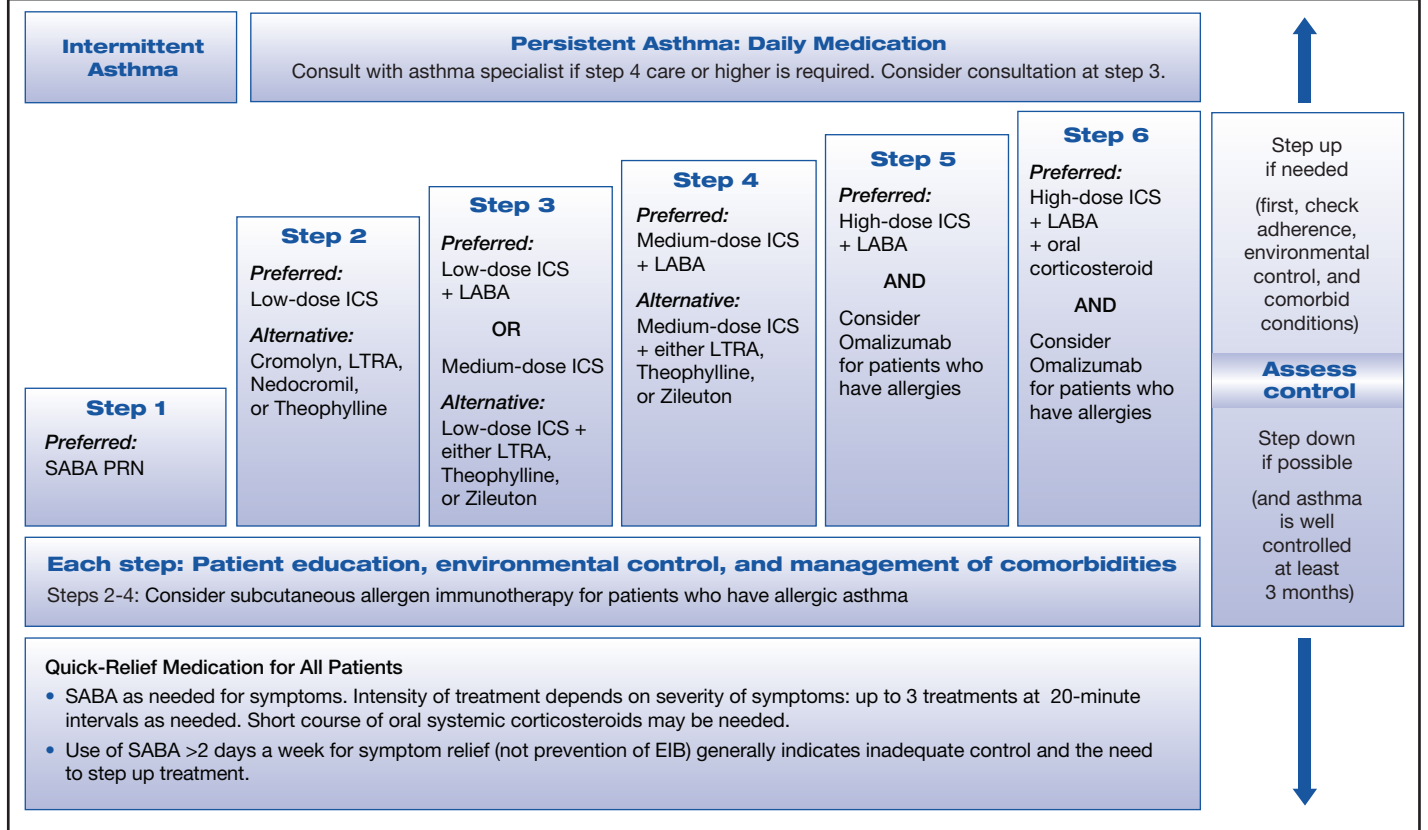 Intermittent
Asthma
Persistent Asthma: Daily Medication
Consult with asthma specialist if step 4 care or higher is required. Consider consultation at step 3.
Step 1
Preferred:
SABA PRN
Step 2
Preferred:
Low-dose ICS
Alternative:
Cromolyn, LTRA,
Nedocromil,
or Theophylline
Step 3
Preferred:
Low-dose ICS
+ LABA
OR
Medium-dose ICS
Alternative:
Low-dose ICS +
either LTRA,
Theophylline,
or Zileuton
Step 4
Preferred:
Medium-dose ICS
+ LABA
Alternative:
Medium-dose ICS
+ either LTRA,
Theophylline,
or Zileuton
Step 5
Preferred:
High-dose ICS
+ LABA
AND
Consider
Omalizumab
for patients who
have allergies
Step 6
Preferred:
High-dose ICS
+ LABA
+ oral
corticosteroid
AND
Consider
Omalizumab
for patients who
have allergies
Step up
if needed
(first, check
adherence,
environmental
control, and
comorbid
conditions)
Assess
control
Step down
if possible
(and asthma
is well
controlled
at least
3 months)
Each step: Patient education, environmental control, and management of comorbidities
Steps 2-4: Consider subcutaneous allergen immunotherapy for patients who have allergic asthma
Quick-Relief Medication for All Patients
• SABA as needed for symptoms. Intensity of treatment depends on severity of symptoms: up to 3 treatments at 20-minute
intervals as needed. Short course of oral systemic corticosteroids may be needed.
• Use of SABA >2 days a week for symptom relief (not prevention of EIB) generally indicates inadequate control and the need
to step up treatment.